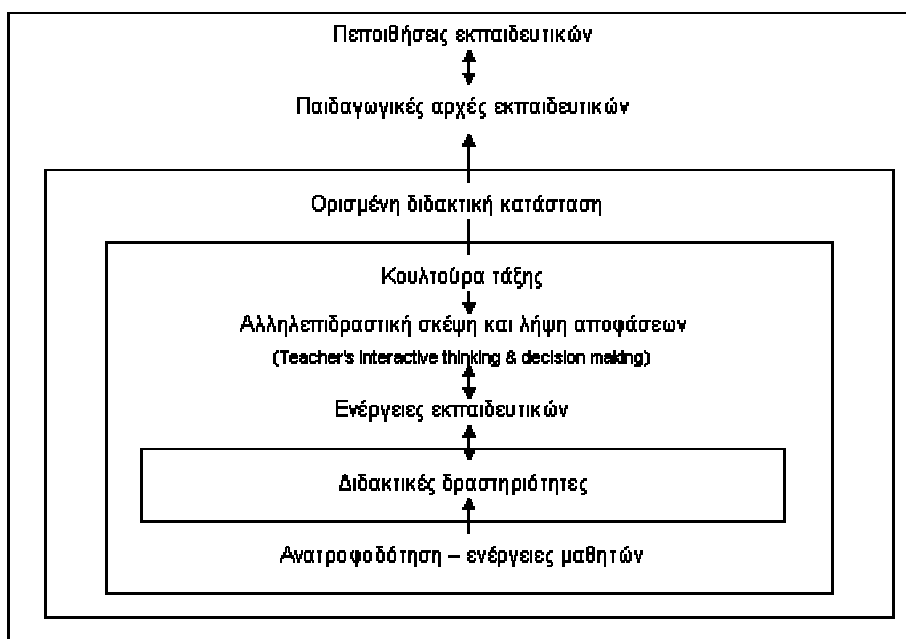 Πεποιθήσεις εκπαιδευτικών
Παιδαγωγικές αρχές εκπαιδευτικών
Ορισμένη διδακτική κατάσταση
Κουλτούρα τάξης
Αλληλεπιδραστική σκέψη και λήψη αποφάσεων
(Teacher's interactive thinking & decision making)
Ενέργειες εκπαιδευτικών
Διδακτικές δραστηριότητες
Ανατροφοδότηση – ενέργειες μαθητών